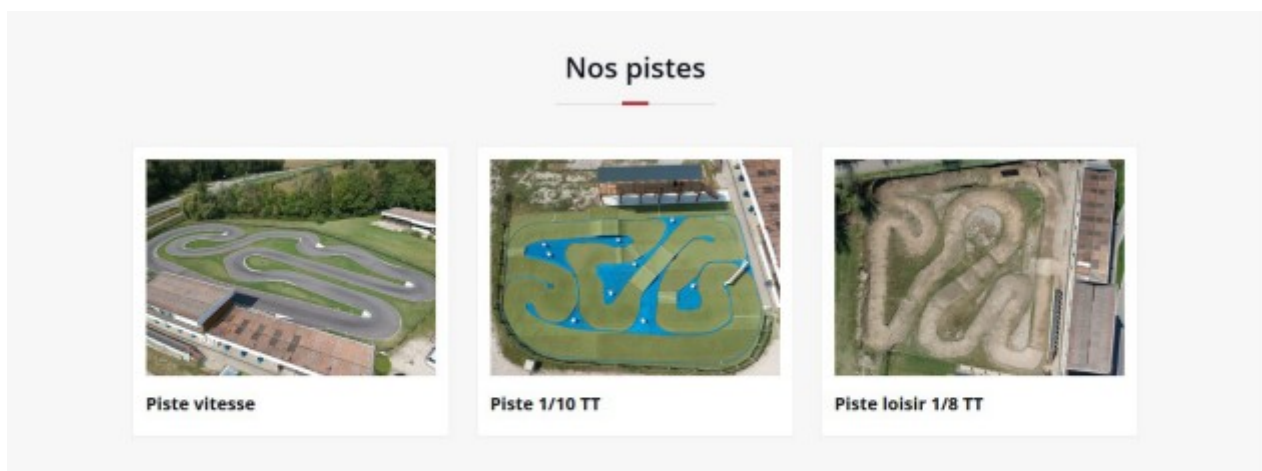 Nos pistes
Piste vitesse
Piste 1/10 TT
Piste loisir 1/8 TT